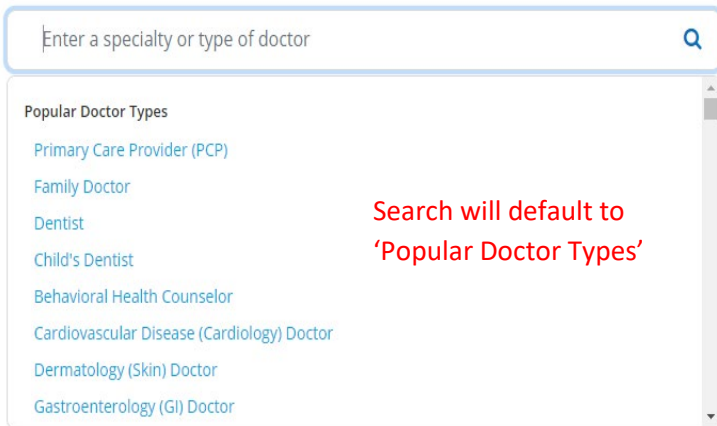 Enter a specialty or type of doctor
Popular Doctor Types
Primary Care Provider (PCP)
Family Doctor
Dentist
Child's Dentist
Behavioral Health Counselor
Cardiovascular Disease (Cardiology) Doctor
Dermatology (Skin) Doctor
Gastroenterology (GI) Doctor
Search will default to
‘Popular Doctor Types’